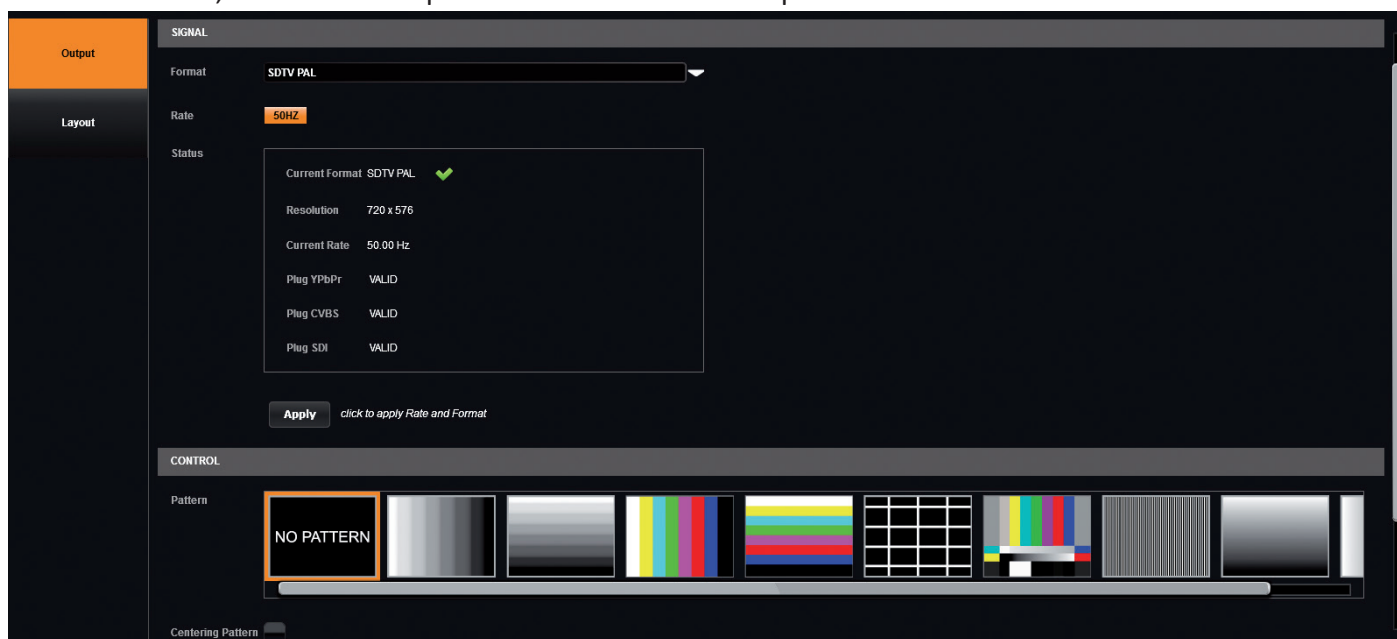 SIGNAL
Output
Format SDTV PAL
Layout
Rate 50HZ
Status
Current Format SDTV PAL
Resolution 720 x 576
Current Rate 50.00 Hz
Plug YPbPr VALID
Plug CVBS VALID
Plug SDI VALID
Apply click to apply Rate and Format
CONTROL
Pattern
NO PATTERN
Centering Pattern